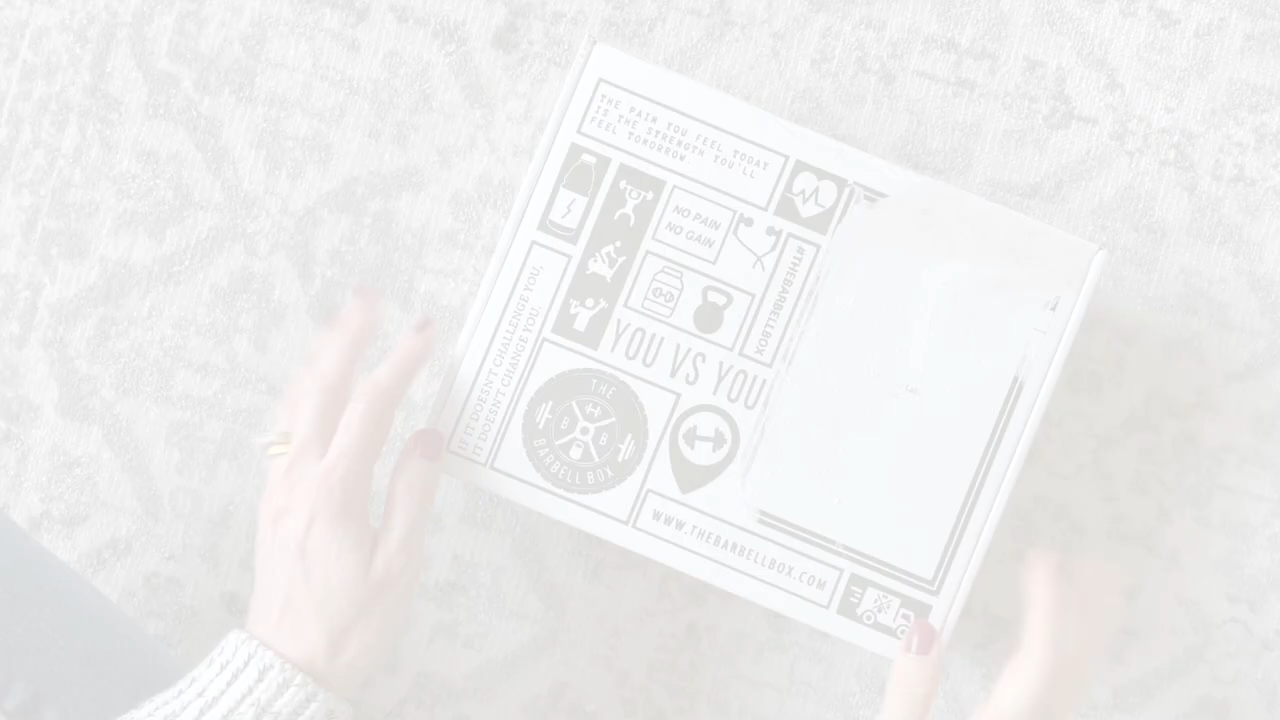 THE PAIN YOU FEEL TODAY
IS THE STRENGTH YOU'LL
FEEL TOMORROW.
NO PAIN
NO GAIN
#THEBARBELLBOX
IF IT DOESN'T CHALLENGE YOU,
IT DOESN'T CHANGE YOU.
YOU VS YOU
THE
B B
BARBELL BOX
WWW.THEBARBELLBOX.COM